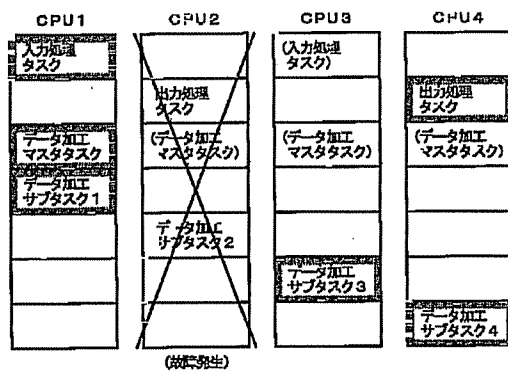 CPU1
CPU2
CPU3
CPU4
入力処理
タスク
データ加工
マスタタスク
データ加工
サブタスク1
出力処理
タスク
(データ加工
マスタタスク)
データ加工
サブタスク2
(故障発生)
(入力処理
タスク)
(データ加工
マスタタスク)
データ加工
サブタスク3
出力処理
タスク
(データ加工
マスタタスク)
データ加工
サブタスク4